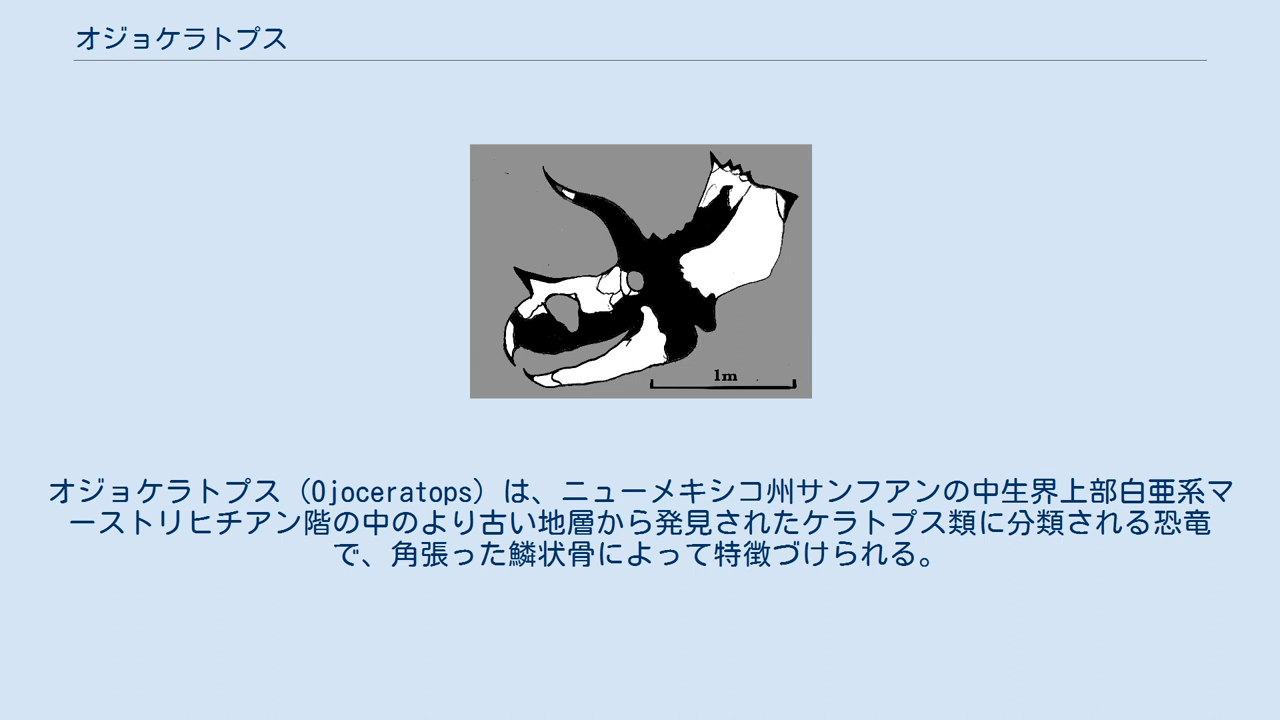 オジョケラトプス
1m
オジョケラトプス（Ojoceratops）は、ニューメキシコ州サンフアンの中生界上部白亜系マ
ーストリヒチアン階の中のより古い地層から発見されたケラトプス類に分類される恐竜
で、角張った鱗状骨によって特徴づけられる。